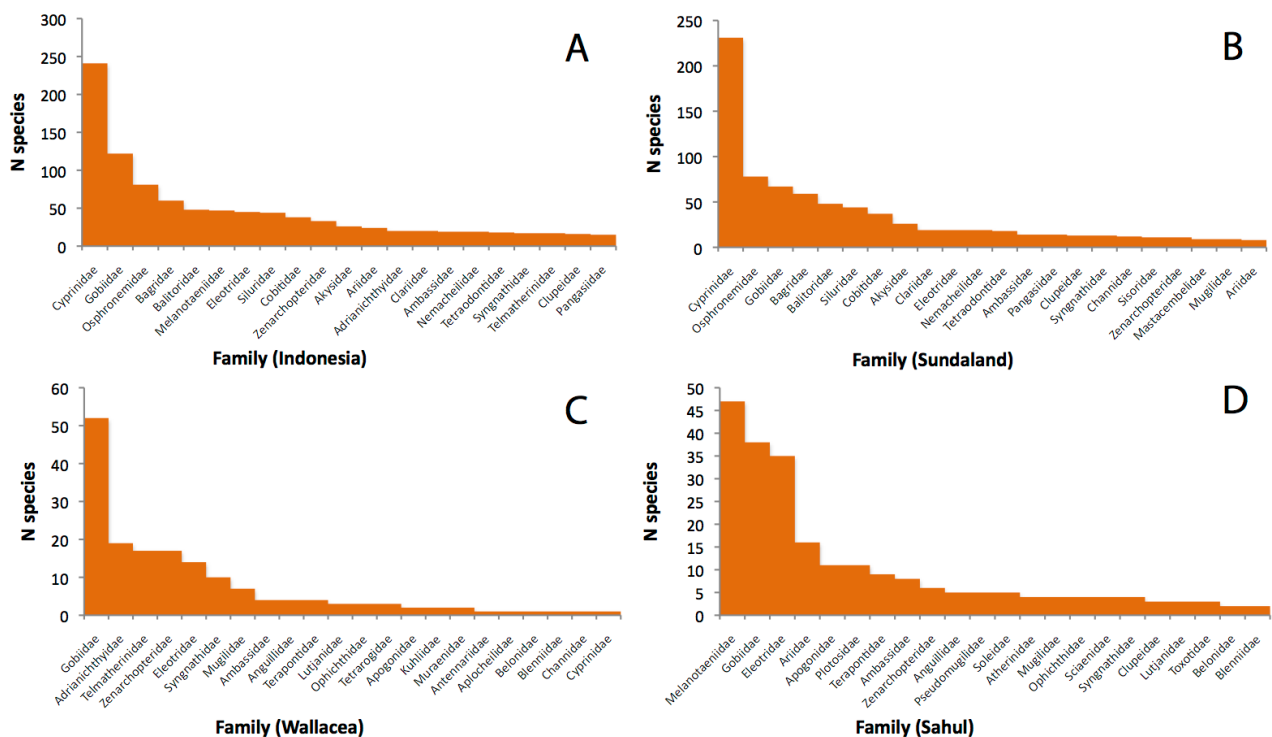 A
N species
300
250
200
150
100
50
0
Cyprinidae
Gobiidae
Osphronemidae
Bagridae
Balitoridae
Melanotaeniidae
Eleotridae
Siluridae
Cobitidae
Zenarchopteridae
Akysidae
Ariidae
Adrianichthyidae
Clariidae
Ambassidae
Nemacheilidae
Tetraodontidae
Syngnathidae
Telmatherinidae
Clupeidae
Pangasiidae
Family (Indonesia)
B
N species
250
200
150
100
50
0
Cyprinidae
Osphronemidae
Gobiidae
Bagridae
Balitoridae
Siluridae
Cobitidae
Akysidae
Clariidae
Eleotridae
Nemacheilidae
Tetraodontidae
Ambassidae
Pangasiidae
Clupeidae
Syngnathidae
Channidae
Sisoridae
Zenarchopteridae
Mastacembelidae
Mugilidae
Ariidae
Family (Sundaland)
C
N species
60
50
40
30
20
10
0
Gobiidae
Adrianichthyidae
Telmatherinidae
Zenarchopteridae
Eleotridae
Syngnathidae
Mugilidae
Ambassidae
Anguillidae
Terapontidae
Lutjanidae
Ophichthidae
Tetrarogidae
Apogonidae
Kuhliidae
Muraenidae
Antennariidae
Aplocheilidae
Belonidae
Blenniidae
Channidae
Cyprinidae
Family (Wallacea)
D
N species
50
45
40
35
30
25
20
15
10
5
0
Melanotaeniidae
Gobiidae
Eleotridae
Ariidae
Apogonidae
Plotosidae
Terapontidae
Ambassidae
Zenarchopteridae
Anguillidae
Pseudomugilidae
Soleidae
Atherinidae
Mugilidae
Ophichthidae
Sciaenidae
Syngnathidae
Clupeidae
Lutjanidae
Toxotidae
Belonidae
Blenniidae
Family (Sahul)